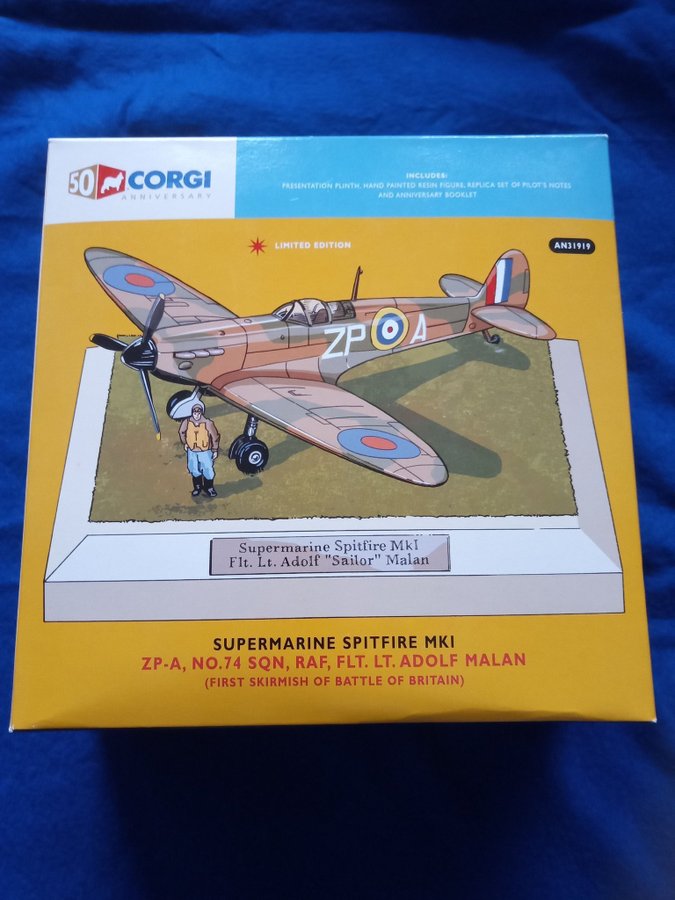 50 CORGI
ANNIVERSARY
INCLUDES:
PRESENTATION PLINTH, HAND PAINTED RESIN FIGURE, REPLICA SET OF PILOT'S NOTES
AND ANNIVERSARY BOOKLET
LIMITED EDITION
AN31919
ZP A
Supermarine Spitfire MkI
Flt. Lt. Adolf "Sailor" Malan
SUPERMARINE SPITFIRE MKI
ZP-A, NO.74 SQN, RAF, FLT. LT. ADOLF MALAN
(FIRST SKIRMISH OF BATTLE OF BRITAIN)